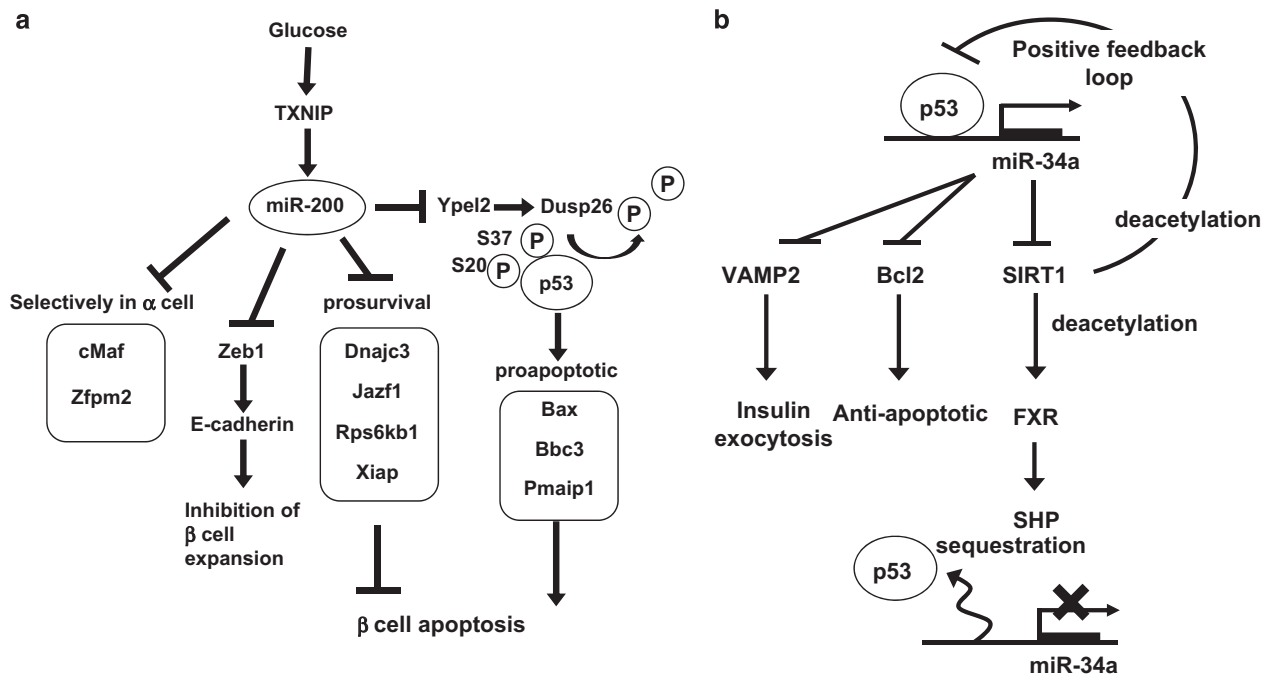 a
Glucose
TXNIP
miR-200
Ypel2
Dusp26
P
P
S37
P
S20
P
p53
Selectively in α cell
cMaf
Zfpm2
Zeb1
E-cadherin
Inhibition of
β cell
expansion
prosurvival
Dnajc3
Jazf1
Rps6kb1
Xiap
proapoptotic
Bax
Bbc3
Pmaip1
β cell apoptosis
b
Positive feedback
loop
p53
miR-34a
deacetylation
VAMP2
Bcl2
SIRT1
deacetylation
Insulin
exocytosis
Anti-apoptotic
FXR
SHP
sequestration
p53
miR-34a